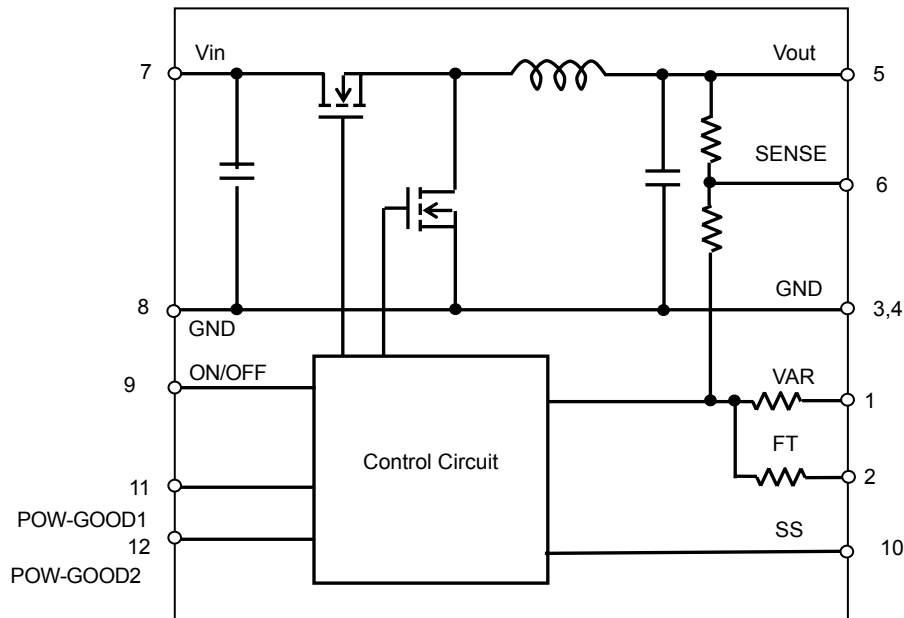 Vin
Vout
7
5
SENSE
6
GND
8
3,4
GND
9
ON/OFF
VAR
1
FT
Control Circuit
11
2
POW-GOOD1
SS
12
10
POW-GOOD2